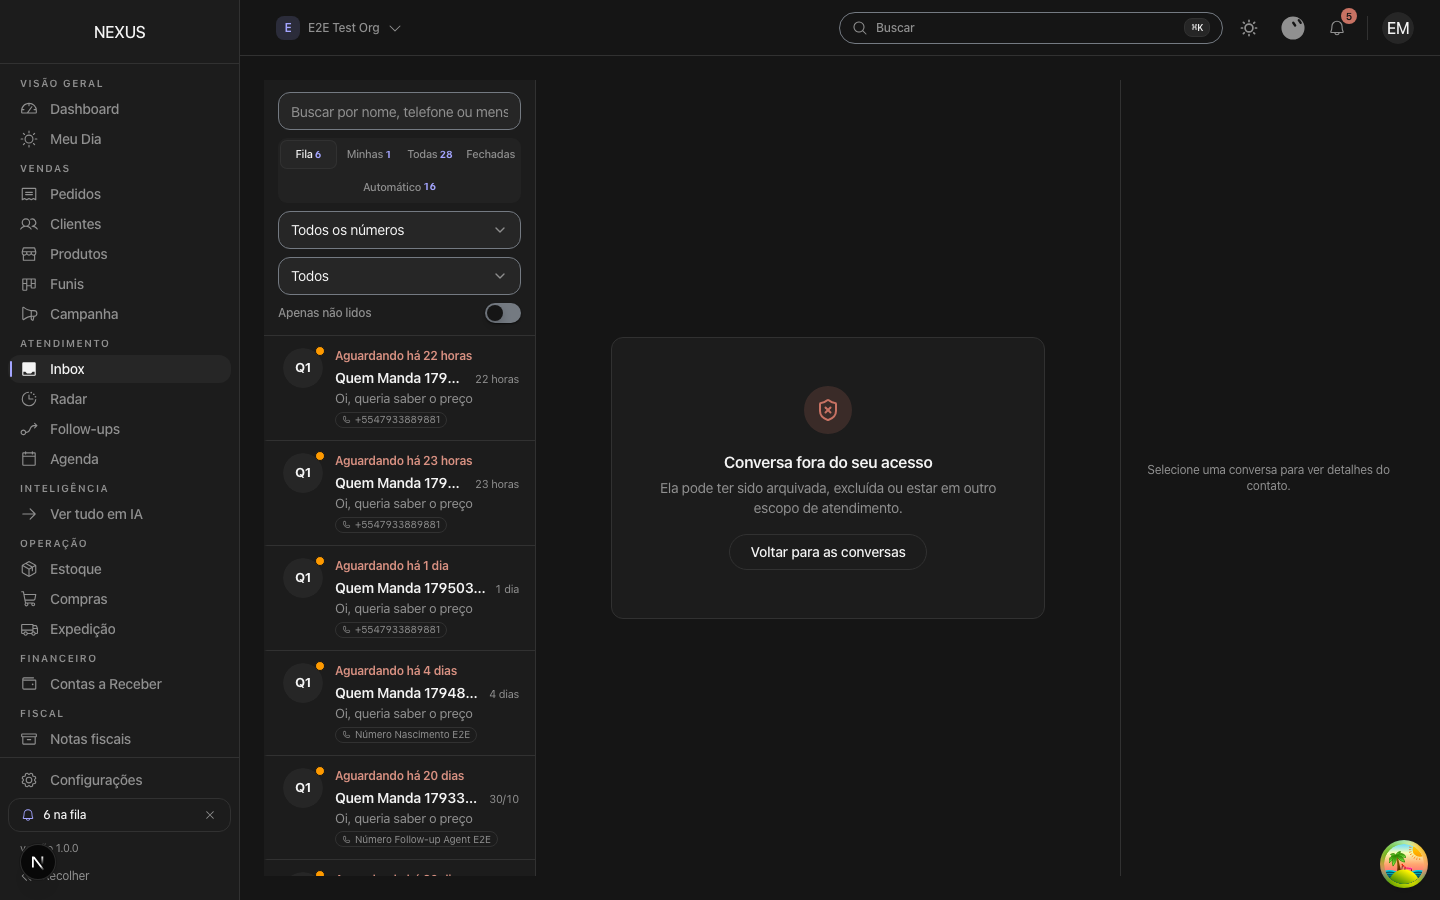 NEXUS
VISÃO GERAL
Dashboard
Meu Dia
VENDAS
Pedidos
Clientes
Produtos
Funis
Campanha
ATENDIMENTO
Inbox
Radar
Follow-ups
Agenda
INTELIGÊNCIA
Ver tudo em IA
OPERAÇÃO
Estoque
Compras
Expedição
FINANCEIRO
Contas a Receber
FISCAL
Notas fiscais
Configurações
6 na fila
1.0.0
N
E E2E Test Org
Buscar ⌘K
5
EM
Buscar por nome, telefone ou mens
Fila 6 Minhas 1 Todas 28 Fechadas
Automático 16
Todos os números
Todos
Apenas não lidos
Q1
Aguardando há 22 horas
Quem Manda 179... 22 horas
Oi, queria saber o preço
+5547933889881
Q1
Aguardando há 23 horas
Quem Manda 179... 23 horas
Oi, queria saber o preço
+5547933889881
Q1
Aguardando há 1 dia
Quem Manda 179503... 1 dia
Oi, queria saber o preço
+5547933889881
Q1
Aguardando há 4 dias
Quem Manda 17948... 4 dias
Oi, queria saber o preço
Número Nascimento E2E
Q1
Aguardando há 20 dias
Quem Manda 17933... 30/10
Oi, queria saber o preço
Número Follow-up Agent E2E
Conversa fora do seu acesso
Ela pode ter sido arquivada, excluída ou estar em outro
escopo de atendimento.
Voltar para as conversas
Selecione uma conversa para ver detalhes do
contato.